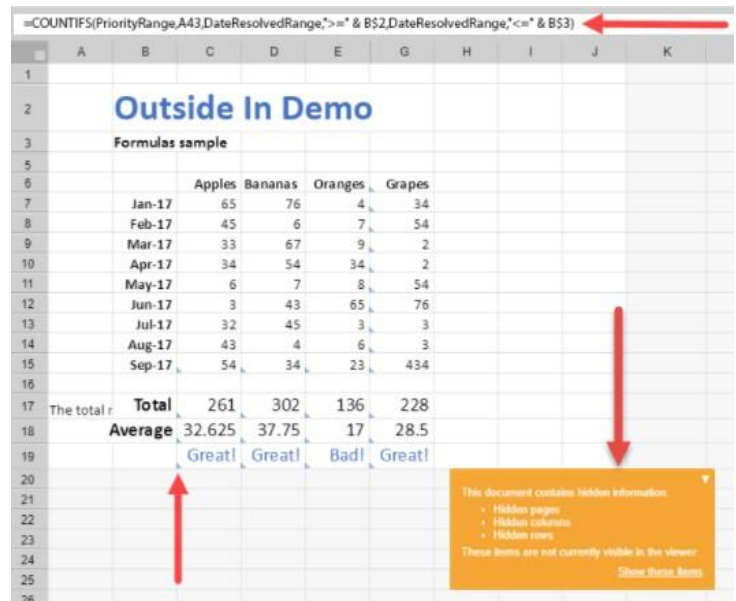 =COUNTIFS(PriorityRange,A43,DateResolvedRange,">=" & B$2,DateResolvedRange,"<=" & B$3)
A B C D E G H I J K
1
2 Outside In Demo
3 Formulas sample
5
6 Apples Bananas Oranges Grapes
7 Jan-17 65 76 4 34
8 Feb-17 45 6 7 54
9 Mar-17 33 67 9 2
10 Apr-17 34 54 34 2
11 May-17 6 7 8 54
12 Jun-17 3 43 65 76
13 Jul-17 32 45 3 3
14 Aug-17 43 4 6 3
15 Sep-17 54 34 23 434
16
17 The total r Total 261 302 136 228
18 Average 32.625 37.75 17 28.5
19 Great! Great! Bad! Great!
20
21
22
23
24
25
26
This document contains hidden information:
• Hidden pages
• Hidden columns
• Hidden rows
These items are not currently visible in the viewer
Show these items